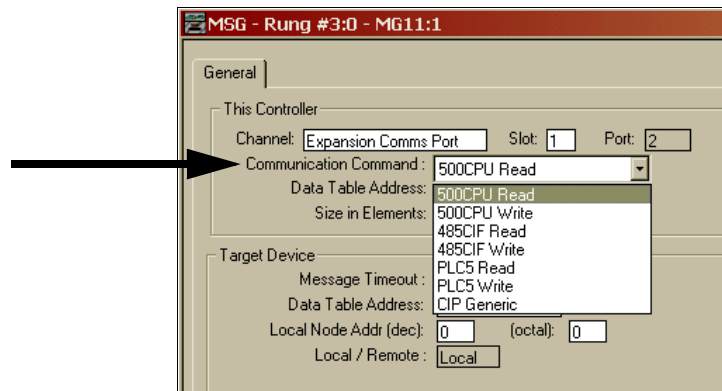 MSG - Rung #3:0 - MG11:1
General
This Controller
Channel: Expansion Comms Port Slot: 1 Port: 2
Communication Command : 500CPU Read
Data Table Address:
500CPU Read
Size in Elements:
500CPU Write
485CIF Read
485CIF Write
Target Device
PLC5 Read
Message Timeout :
PLC5 Write
Data Table Address:
CIP Generic
Local Node Addr (dec): 0 (octal): 0
Local / Remote : Local